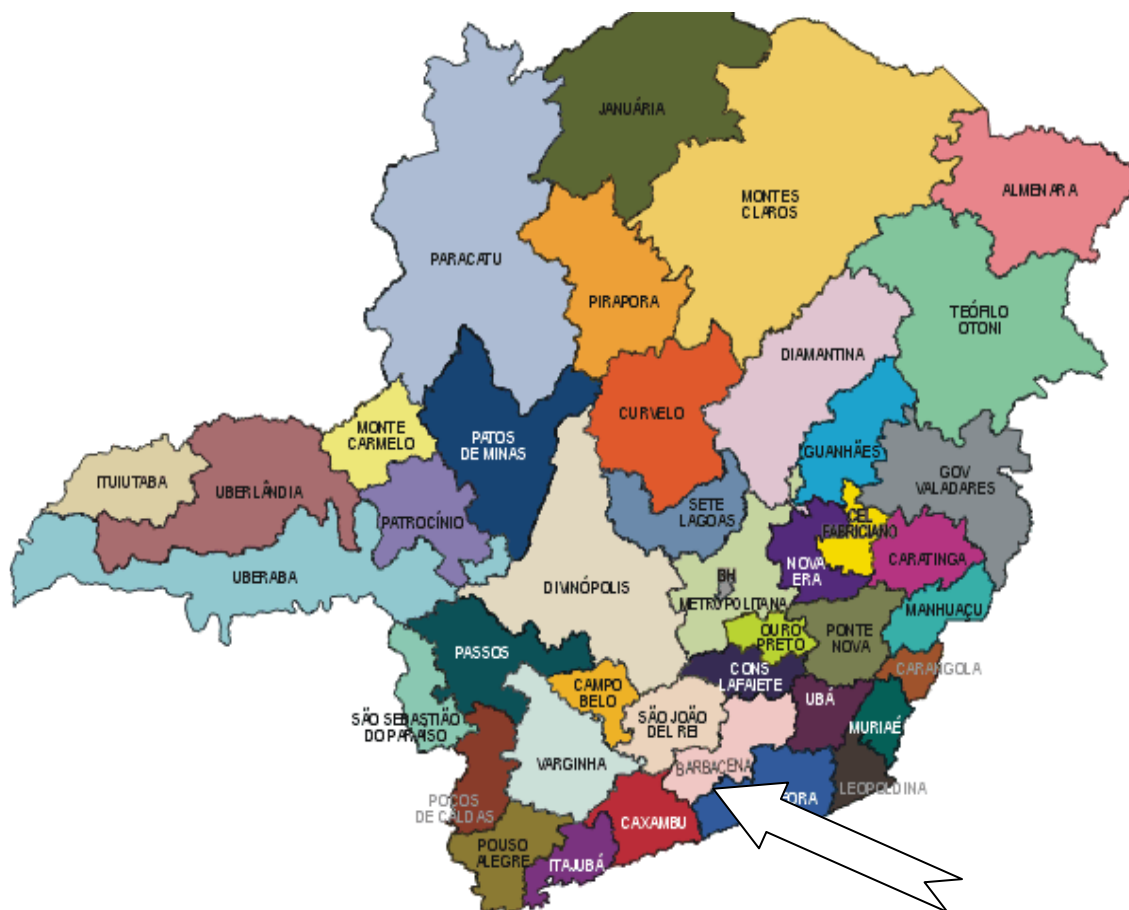 JANUÁRIA
MONTES
CLAROS
ALMENARA
PARACATU
PIRAPORA
TEÓFILO
OTONI
DIAMANTINA
CURVELO
MONTE
CARMELO
PATOS
DE MINAS
GUANHÃES
GOV
VALADARES
ITUIUTABA
UBERLÂNDIA
SETE
LAGOAS
PATROCÍNIO
CEL
FABRICIANO
CARATINGA
NOVA
ERA
UBERABA
DIVINÓPOLIS
BH
METROPOLITANA
MANHUAÇU
OURO
PRETO
PONTE
NOVA
PASSOS
CONS
LAFAIETE
CARANGOLA
CAMPO
BELO
UBÁ
SÃO SEBASTIÃO
DO PARAISO
SÃO JOÃO
DEL REI
MURIAÉ
VARGINHA
BARBACENA
LEOPOLDINA
FORA
POÇOS
DE CALDAS
CAXAMBU
POUSO
ALEGRE
ITAJUBÁ